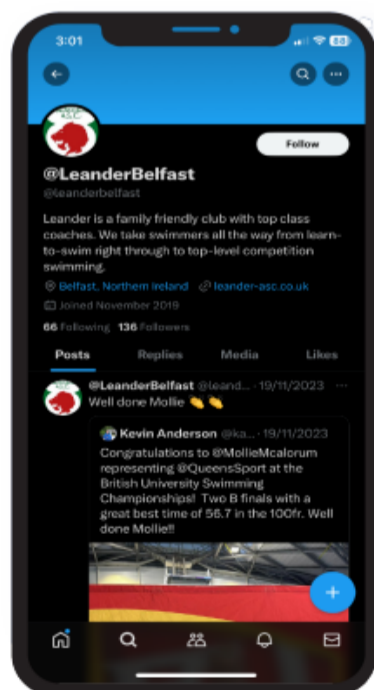 3:01
88
A.S.C.
Follow
@LeanderBelfast
@leanderbelfast
Leander is a family friendly club with top class
coaches. We take swimmers all the way from learn-
to-swim right through to top-level competition
swimming.
Belfast, Northern Ireland leander-asc.co.uk
Joined November 2019
66 Following 136 Followers
Posts Replies Media Likes
@LeanderBelfast @leand... · 19/11/2023 ...
Well done Mollie 👏 👏
Kevin Anderson @ka... · 19/11/2023
Congratulations to @MollieMcalorum
representing @QueensSport at the
British University Swimming
Championships! Two B finals with a
great best time of 56.7 in the 100fr. Well
done Mollie!!